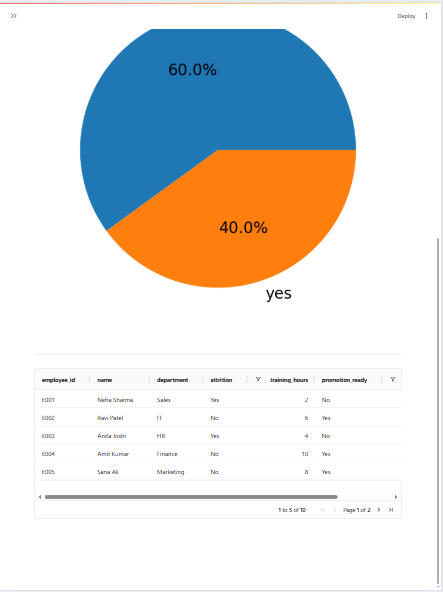 Deploy
60.0%
40.0%
yes
employee_id name department attrition training_hours promotion_ready
E001 Neha Sharma Sales Yes 2 No
E002 Ravi Patel IT No 6 Yes
E003 Anita Joshi HR Yes 4 No
E004 Amit Kumar Finance No 10 Yes
E005 Sana Ali Marketing No 8 Yes
1 to 5 of 10 Page 1 of 2